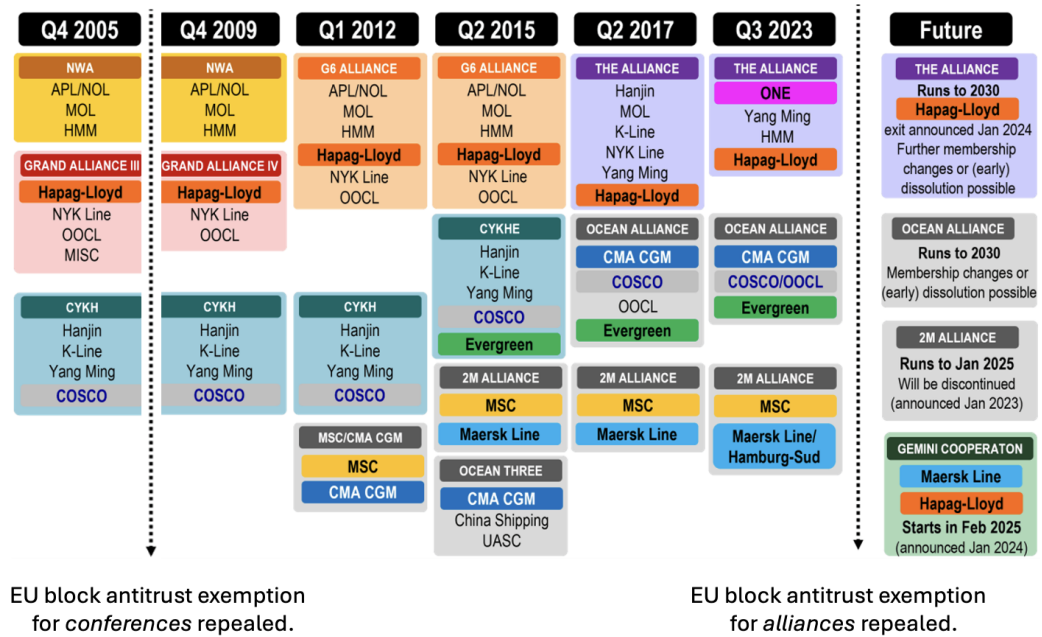 Q4 2005
NWA
APL/NOL
MOL
HMM
GRAND ALLIANCE III
Hapag-Lloyd
NYK Line
OOCL
MISC
CYKH
Hanjin
K-Line
Yang Ming
COSCO
Q4 2009
NWA
APL/NOL
MOL
HMM
GRAND ALLIANCE IV
Hapag-Lloyd
NYK Line
OOCL
CYKH
Hanjin
K-Line
Yang Ming
COSCO
Q1 2012
G6 ALLIANCE
APL/NOL
MOL
HMM
Hapag-Lloyd
NYK Line
OOCL
CYKH
Hanjin
K-Line
Yang Ming
COSCO
MSC/CMA CGM
MSC
CMA CGM
Q2 2015
G6 ALLIANCE
APL/NOL
MOL
HMM
Hapag-Lloyd
NYK Line
OOCL
CYKHE
Hanjin
K-Line
Yang Ming
COSCO
Evergreen
2M ALLIANCE
MSC
Maersk Line
OCEAN THREE
CMA CGM
China Shipping
UASC
Q2 2017
THE ALLIANCE
Hanjin
MOL
K-Line
NYK Line
Yang Ming
Hapag-Lloyd
OCEAN ALLIANCE
CMA CGM
COSCO
OOCL
Evergreen
2M ALLIANCE
MSC
Maersk Line
Q3 2023
THE ALLIANCE
ONE
Yang Ming
HMM
Hapag-Lloyd
OCEAN ALLIANCE
CMA CGM
COSCO/OOCL
Evergreen
2M ALLIANCE
MSC
Maersk Line/
Hamburg-Sud
Future
THE ALLIANCE
Runs to 2030
Hapag-Lloyd
exit announced Jan 2024
Further membership
changes or (early)
dissolution possible
OCEAN ALLIANCE
Runs to 2030
Membership changes or
(early) dissolution possible
2M ALLIANCE
Runs to Jan 2025
Will be discontinued
(announced Jan 2023)
GEMINI COOPERATON
Maersk Line
Hapag-Lloyd
Starts in Feb 2025
(announced Jan 2024)
EU block antitrust exemption
for conferences repealed.
EU block antitrust exemption
for alliances repealed.